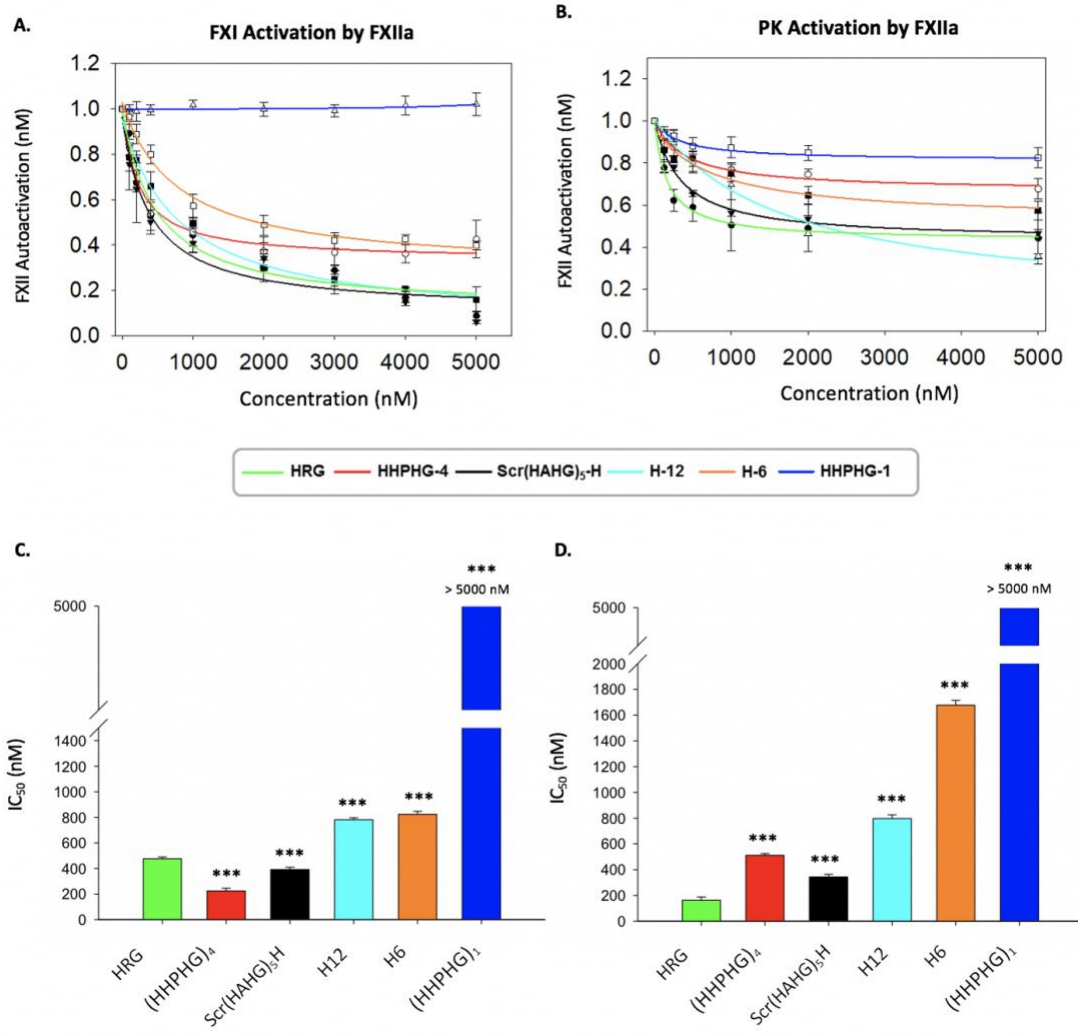 A.
FXI Activation by FXIIa
FXII Autoactivation (nM)
1.2
1.0
0.8
0.6
0.4
0.2
0.0
0 1000 2000 3000 4000 5000
Concentration (nM)
B.
PK Activation by FXIIa
FXII Autoactivation (nM)
1.2
1.0
0.8
0.6
0.4
0.2
0.0
0 1000 2000 3000 4000 5000
Concentration (nM)
HRG HHPHG-4 Scr(HAHG)₅-H H-12 H-6 HHPHG-1
C.
IC₅₀ (nM)
5000
1400
1200
1000
800
600
400
200
0
***
***
***
***
***
> 5000 nM
HRG (HHPHG)₄ Scr(HAHG)₅H H12 H6 (HHPHG)₁
D.
IC₅₀ (nM)
5000
2000
1800
1600
1400
1200
1000
800
600
400
200
0
***
***
***
***
***
> 5000 nM
HRG (HHPHG)₄ Scr(HAHG)₅H H12 H6 (HHPHG)₁